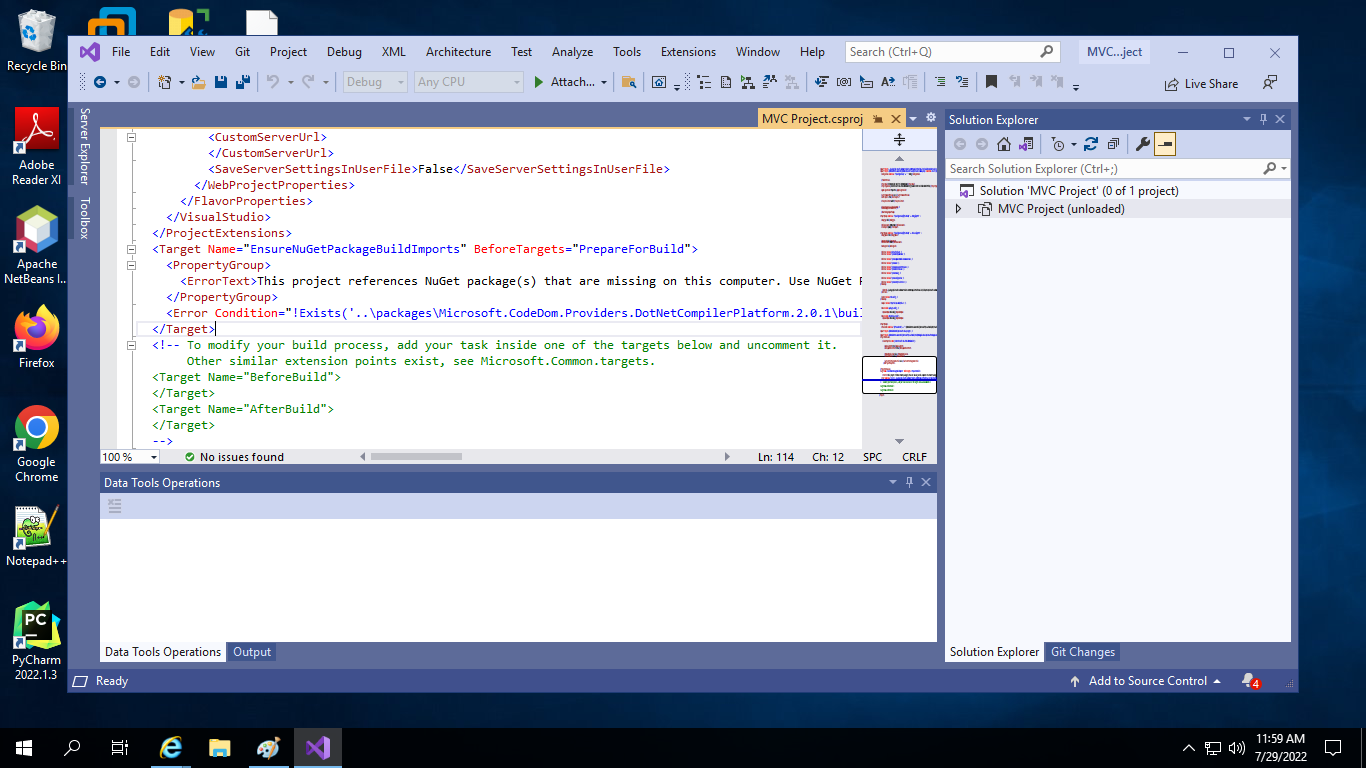 Recycle Bin
Adobe
Reader XI
Apache
NetBeans I...
Firefox
Google
Chrome
Notepad++
PC
PyCharm
2022.1.3
File Edit View Git Project Debug XML Architecture Test Analyze Tools Extensions Window Help Search (Ctrl+Q) MVC...ject
Debug Any CPU Attach... Live Share
Server Explorer
Toolbox
MVC Project.csproj
<CustomServerUrl>
</CustomServerUrl>
<SaveServerSettingsInUserFile>False</SaveServerSettingsInUserFile>
</WebProjectProperties>
</FlavorProperties>
</VisualStudio>
</ProjectExtensions>
<Target Name="EnsureNuGetPackageBuildImports" BeforeTargets="PrepareForBuild">
<PropertyGroup>
<ErrorText>This project references NuGet package(s) that are missing on this computer. Use NuGet
</PropertyGroup>
<Error Condition="!Exists('..\packages\Microsoft.CodeDom.Providers.DotNetCompilerPlatform.2.0.1\buil
</Target>
<!-- To modify your build process, add your task inside one of the targets below and uncomment it.
Other similar extension points exist, see Microsoft.Common.targets.
<Target Name="BeforeBuild">
</Target>
<Target Name="AfterBuild">
</Target>
-->
100 % No issues found Ln: 114 Ch: 12 SPC CRLF
Data Tools Operations
Data Tools Operations Output
Solution Explorer
Search Solution Explorer (Ctrl+;)
Solution 'MVC Project' (0 of 1 project)
MVC Project (unloaded)
Solution Explorer Git Changes
Ready Add to Source Control 4
11:59 AM
7/29/2022